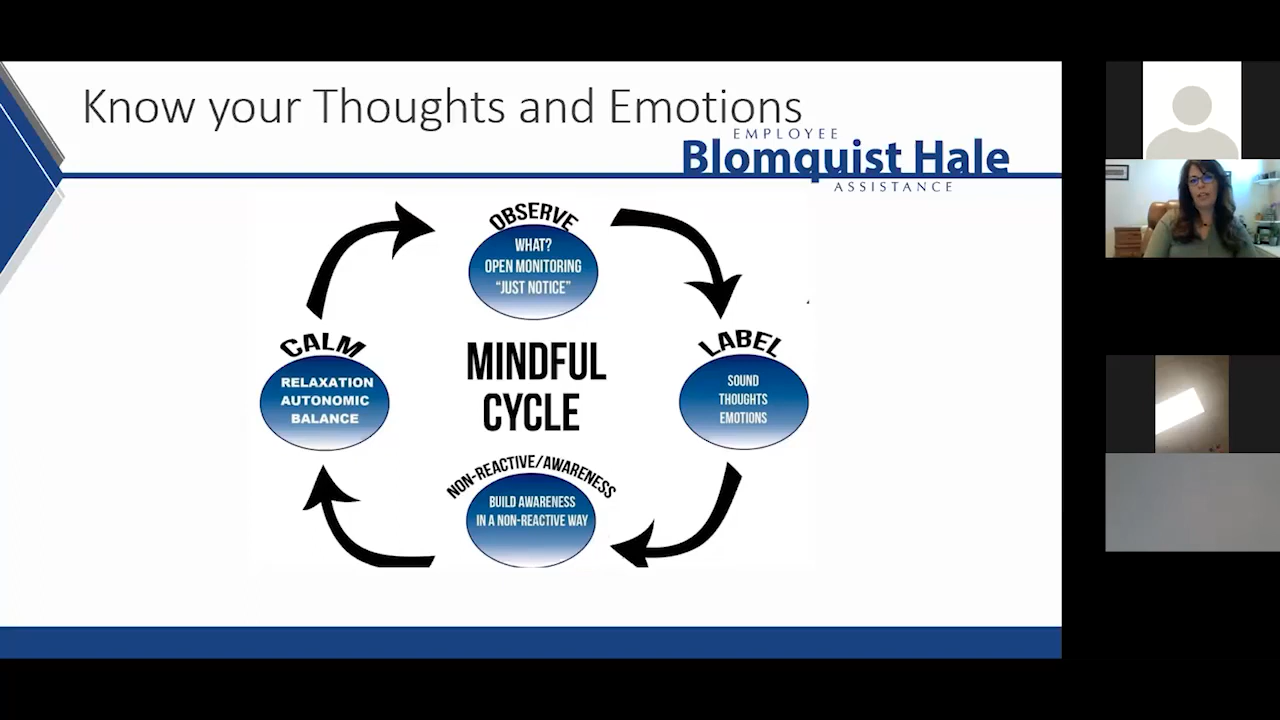 Know your Thoughts and Emotions
EMPLOYEE
Blomquist Hale
ASSISTANCE
OBSERVE
WHAT?
OPEN MONITORING
“JUST NOTICE”
LABEL
SOUND
THOUGHTS
EMOTIONS
MINDFUL
CYCLE
NON-REACTIVE/AWARENESS
BUILD AWARENESS
IN A NON-REACTIVE WAY
CALM
RELAXATION
AUTONOMIC
BALANCE